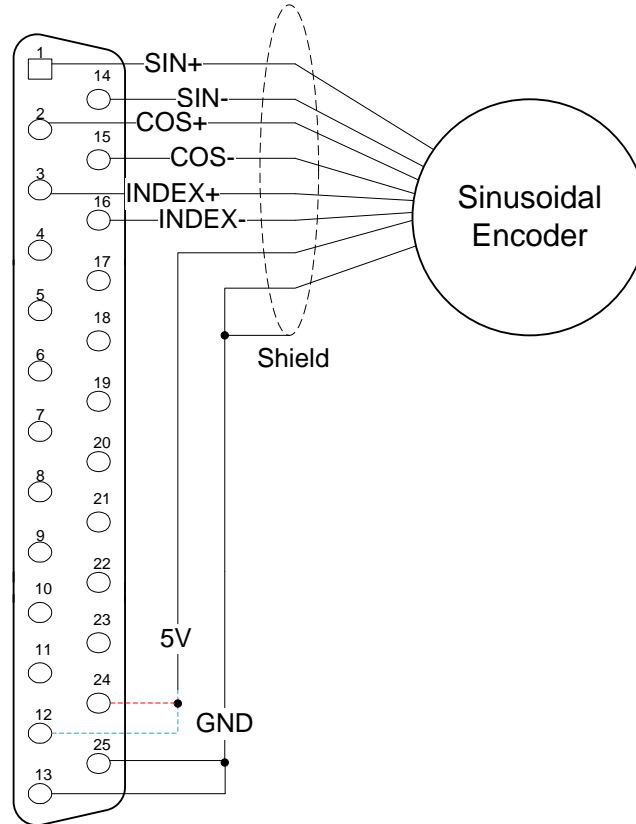 1
SIN+
14
SIN-
2
COS+
15
COS-
3
INDEX+
16
INDEX-
Sinusoidal
Encoder
4
17
5
18
Shield
6
19
7
20
8
21
9
22
10
23
5V
11
24
12
GND
25
13